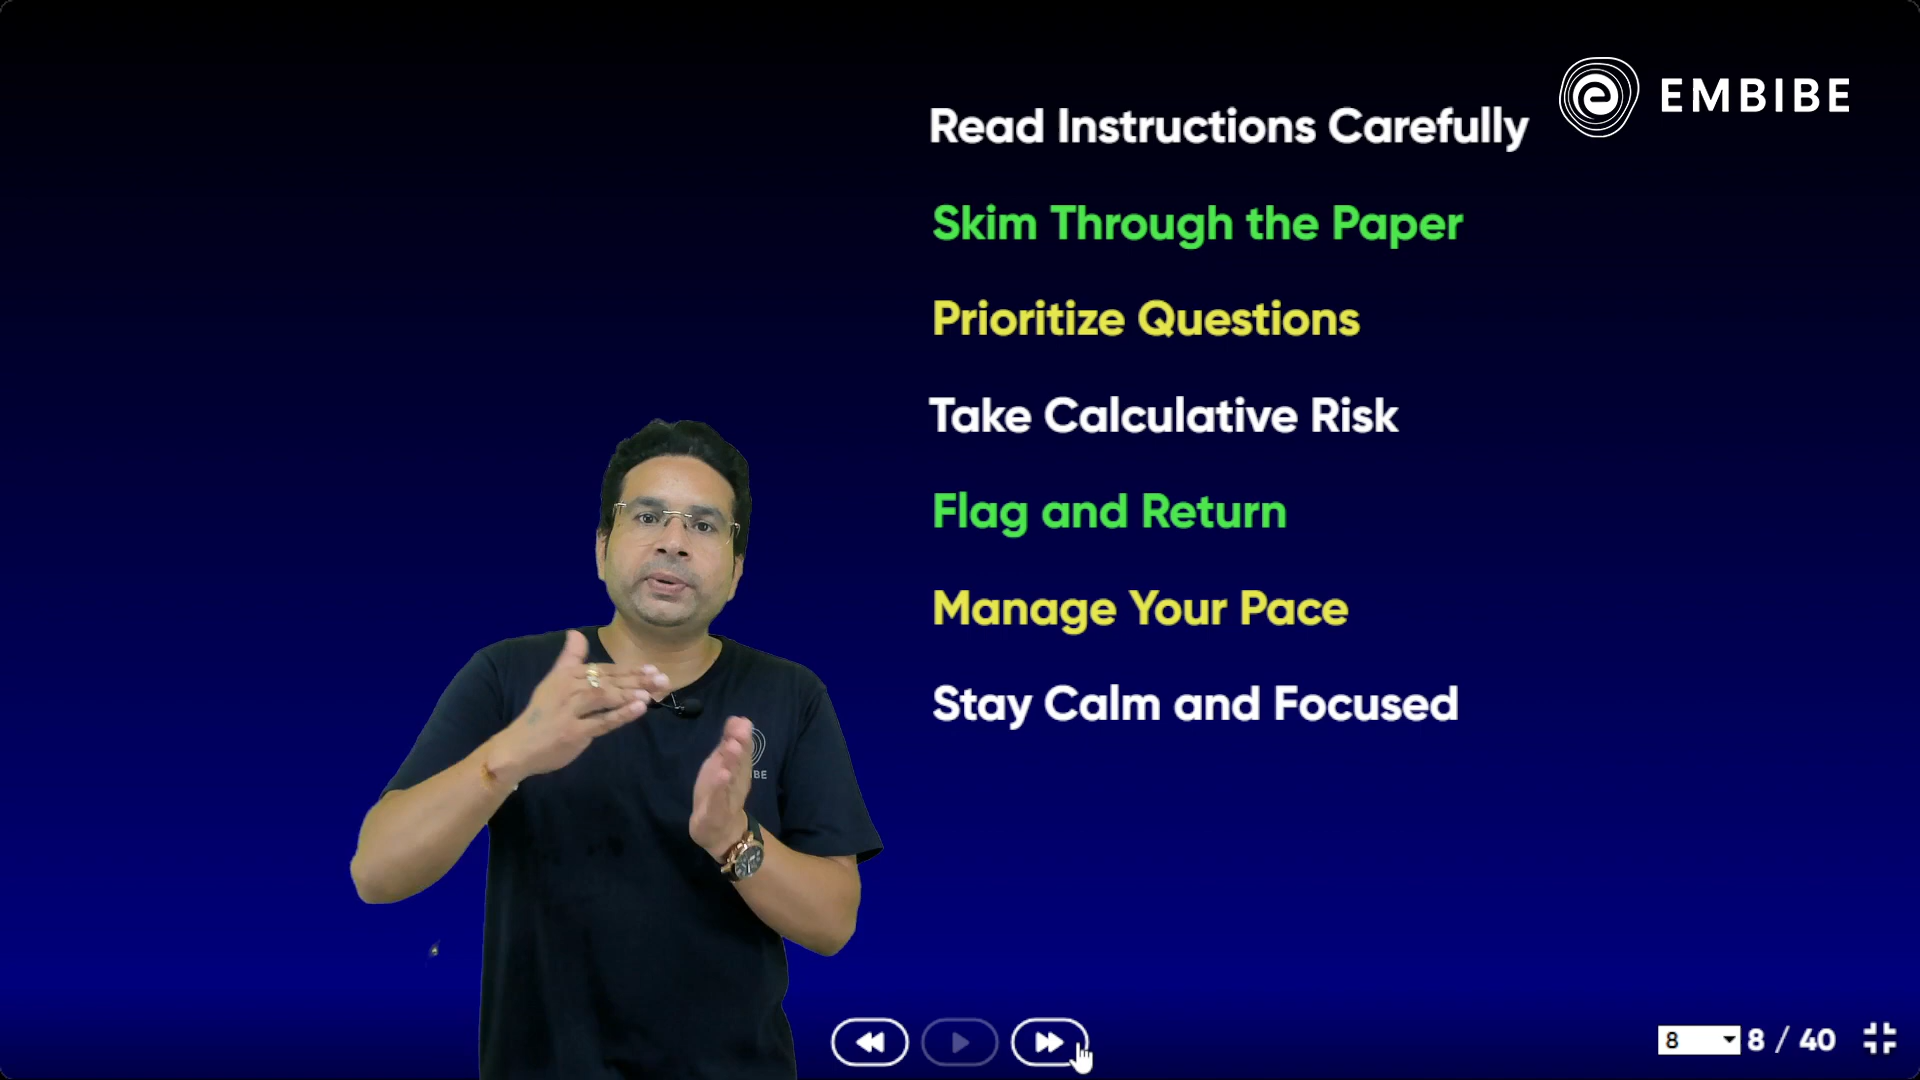 EMBIBE
Read Instructions Carefully
Skim Through the Paper
Prioritize Questions
Take Calculative Risk
Flag and Return
Manage Your Pace
Stay Calm and Focused
8 8 / 40